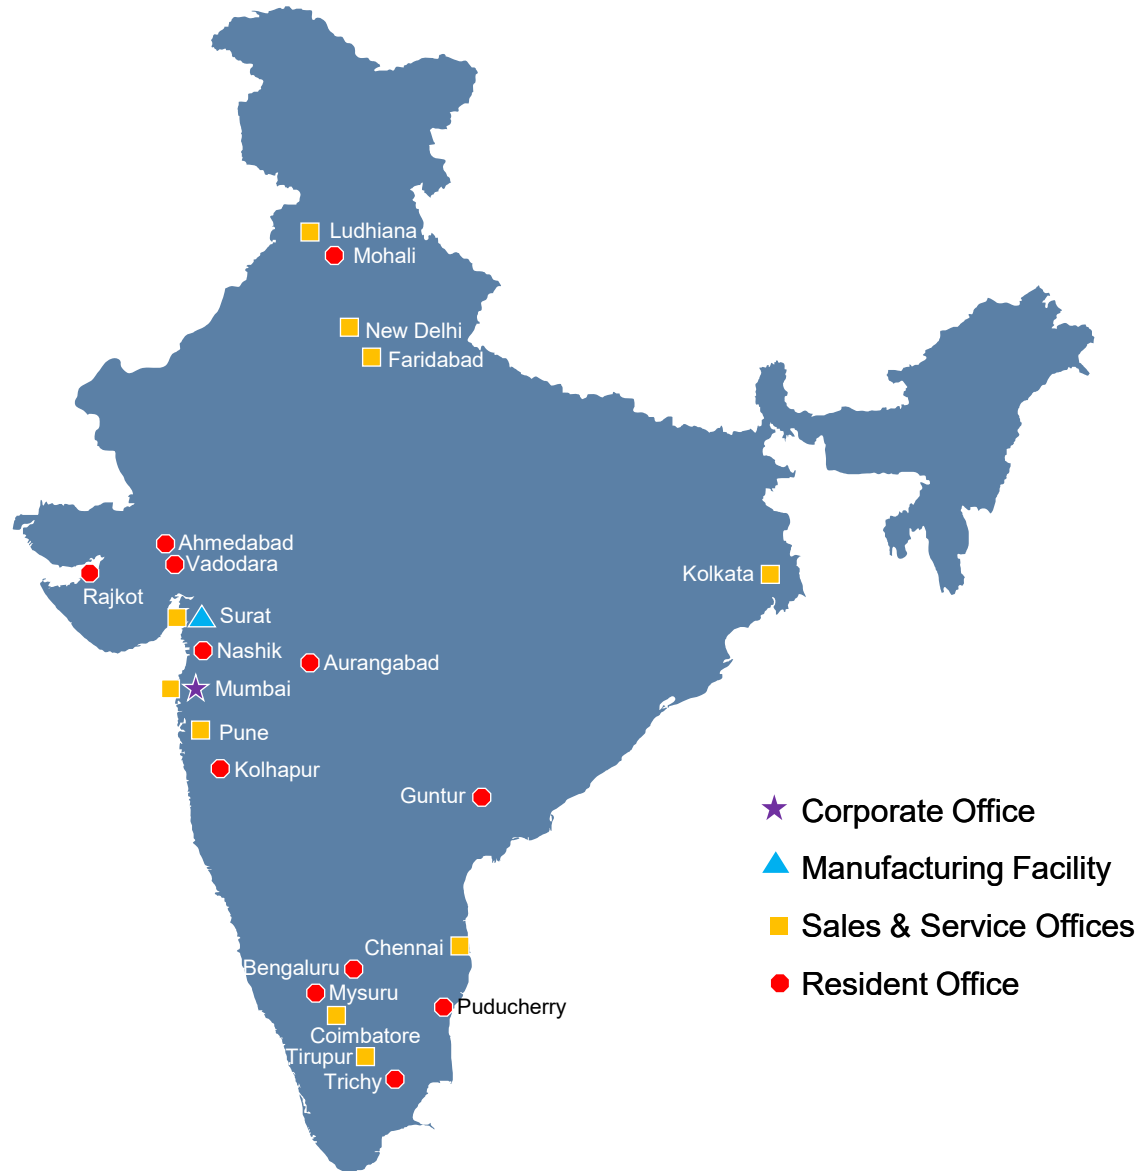 Ludhiana
Mohali
New Delhi
Faridabad
Ahmedabad
Vadodara
Kolkata
Rajkot
Surat
Nashik
Aurangabad
Mumbai
Pune
Kolhapur
Guntur
Corporate Office
Manufacturing Facility
Sales & Service Offices
Chennai
Bengaluru
Resident Office
Mysuru
Puducherry
Coimbatore
Tirupur
Trichy